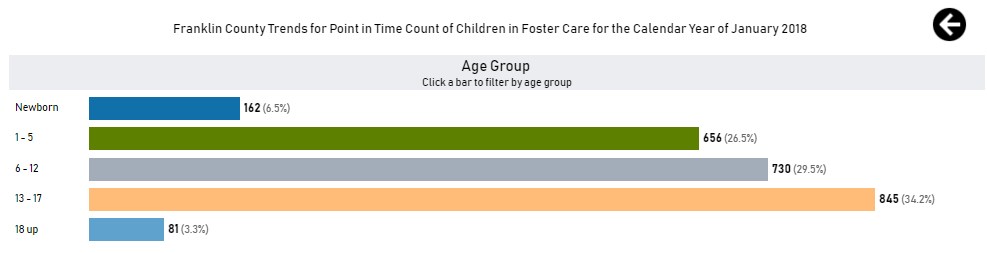 Franklin County Trends for Point in Time Count of Children in Foster Care for the Calendar Year of January 2018
Age Group
Click a bar to filter by age group
Newborn 162 (6.5%)
1 - 5 656 (26.5%)
6 - 12 730 (29.5%)
13 - 17 845 (34.2%)
18 up 81 (3.3%)